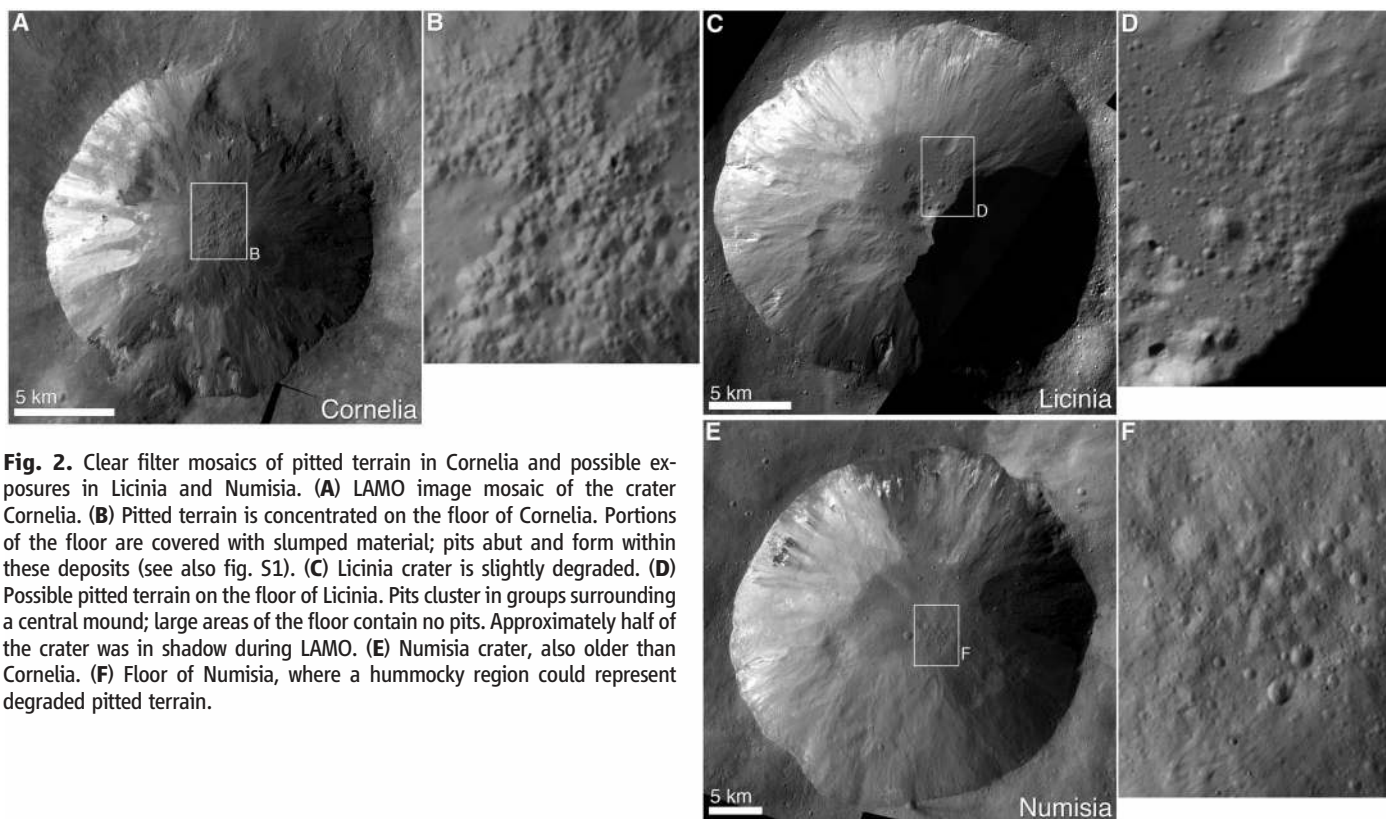 A
B
B
5 km
Cornelia
C
D
D
5 km
Licinia
E
F
F
5 km
Numisia
Fig. 2. Clear filter mosaics of pitted terrain in Cornelia and possible ex-
posures in Licinia and Numisia. (A) LAMO image mosaic of the crater
Cornelia. (B) Pitted terrain is concentrated on the floor of Cornelia. Portions
of the floor are covered with slumped material; pits abut and form within
these deposits (see also fig. S1). (C) Licinia crater is slightly degraded. (D)
Possible pitted terrain on the floor of Licinia. Pits cluster in groups surrounding
a central mound; large areas of the floor contain no pits. Approximately half of
the crater was in shadow during LAMO. (E) Numisia crater, also older than
Cornelia. (F) Floor of Numisia, where a hummocky region could represent
degraded pitted terrain.